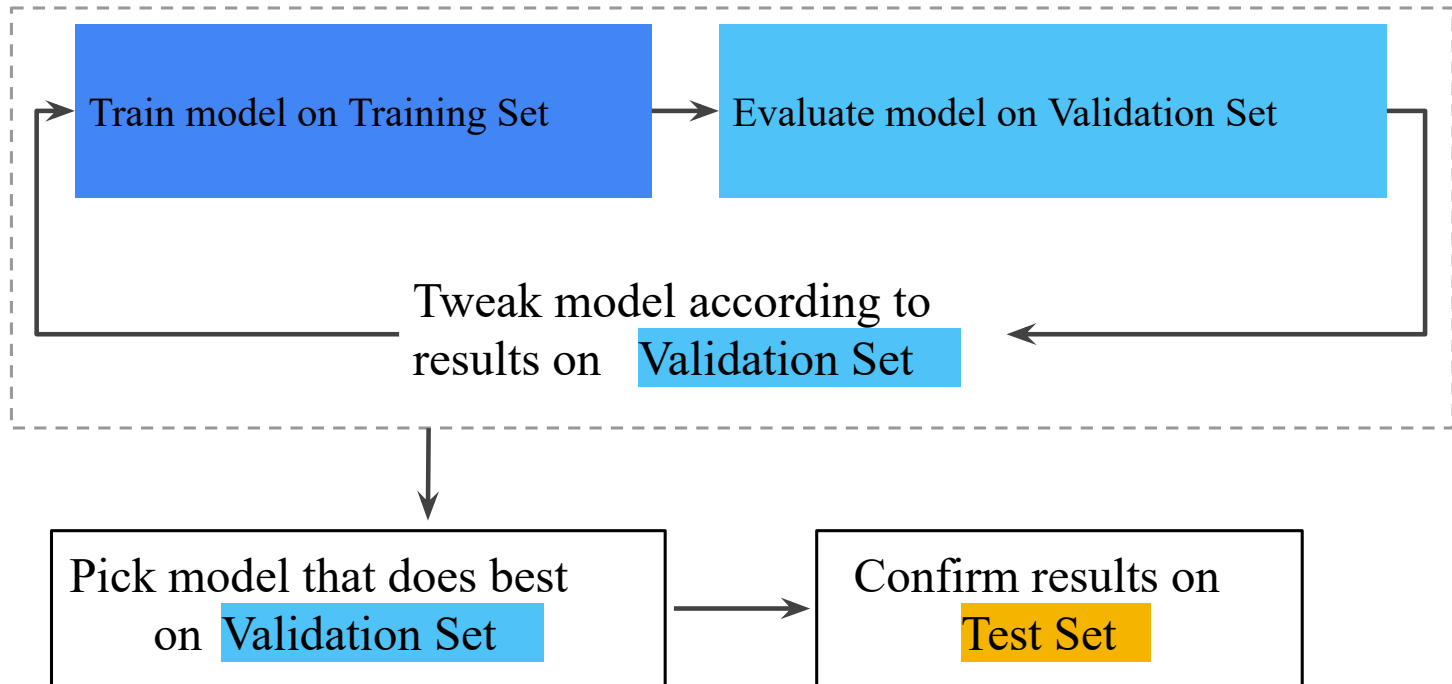 Train model on Training Set
Evaluate model on Validation Set
Tweak model according to
results on Validation Set
Pick model that does best
on Validation Set
Confirm results on
Test Set